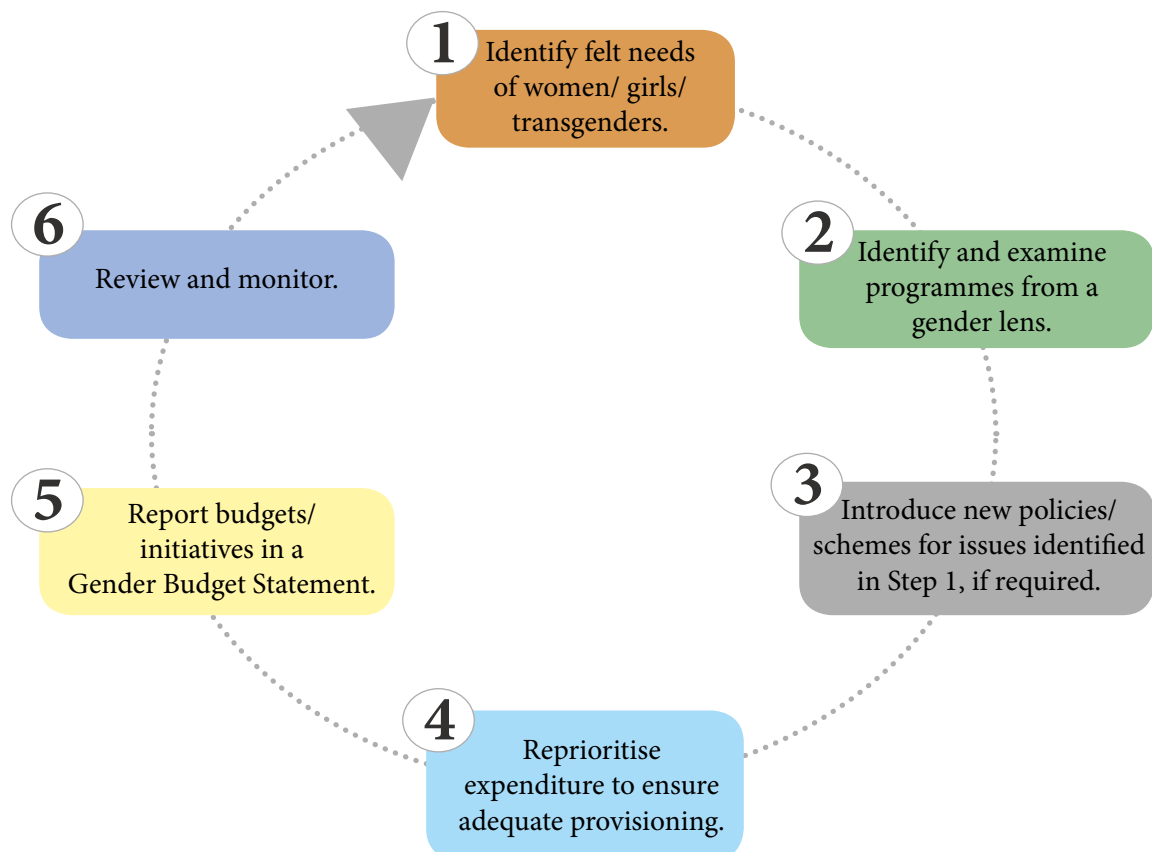 1
Identify felt needs
of women/ girls/
transgenders.
2
Identify and examine
programmes from a
gender lens.
3
Introduce new policies/
schemes for issues identified
in Step 1, if required.
4
Reprioritise
expenditure to ensure
adequate provisioning.
5
Report budgets/
initiatives in a
Gender Budget Statement.
6
Review and monitor.